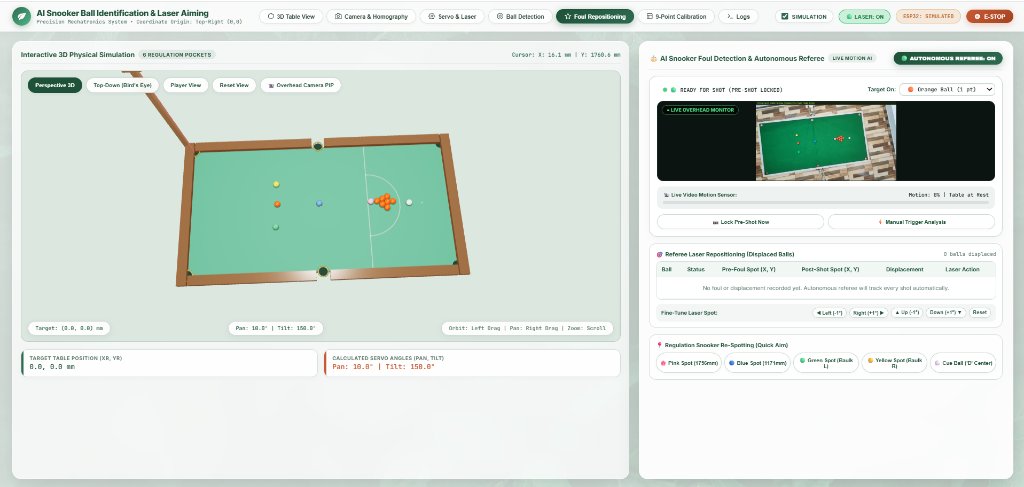 AI Snooker Ball Identification & Laser Aiming
Precision Mechatronics System • Coordinate Origin: Top-Right (0,0)
3D Table View
Camera & Homography
Servo & Laser
Ball Detection
Foul Repositioning
9-Point Calibration
Logs
SIMULATION
LASER: ON
ESP32: SIMULATED
E-STOP
Interactive 3D Physical Simulation
6 REGULATION POCKETS
Cursor: X: 16.1 mm | Y: 1760.6 mm
Perspective 3D
Top-Down (Bird's Eye)
Player View
Reset View
Overhead Camera PIP
Target: (0.0, 0.0) mm
Pan: 10.0° | Tilt: 150.0°
Orbit: Left Drag | Pan: Right Drag | Zoom: Scroll
TARGET TABLE POSITION (XR, YR)
0.0, 0.0 mm
CALCULATED SERVO ANGLES (PAN, TILT)
Pan: 10.0° | Tilt: 150.0°
AI Snooker Foul Detection & Autonomous Referee
LIVE MOTION AI
AUTONOMOUS REFEREE: ON
READY FOR SHOT (PRE-SHOT LOCKED)
Target On:
Orange Ball (1 pt)
• LIVE OVERHEAD MONITOR
Live Video Motion Sensor:
Motion: 0% | Table at Rest
Lock Pre-Shot Now
Manual Trigger Analysis
Referee Laser Repositioning (Displaced Balls)
0 balls displaced
Ball Status Pre-Foul Spot (X, Y) Post-Shot Spot (X, Y) Displacement Laser Action
No foul or displacement recorded yet. Autonomous referee will track every shot automatically.
Fine-Tune Laser Spot:
◀ Left (-1°)
Right (+1°) ▶
▲ Up (-1°)
Down (+1°) ▼
Reset
Regulation Snooker Re-Spotting (Quick Aim)
Pink Spot (1756mm)
Blue Spot (1171mm)
Green Spot (Baulk L)
Yellow Spot (Baulk R)
Cue Ball ('D' Center)